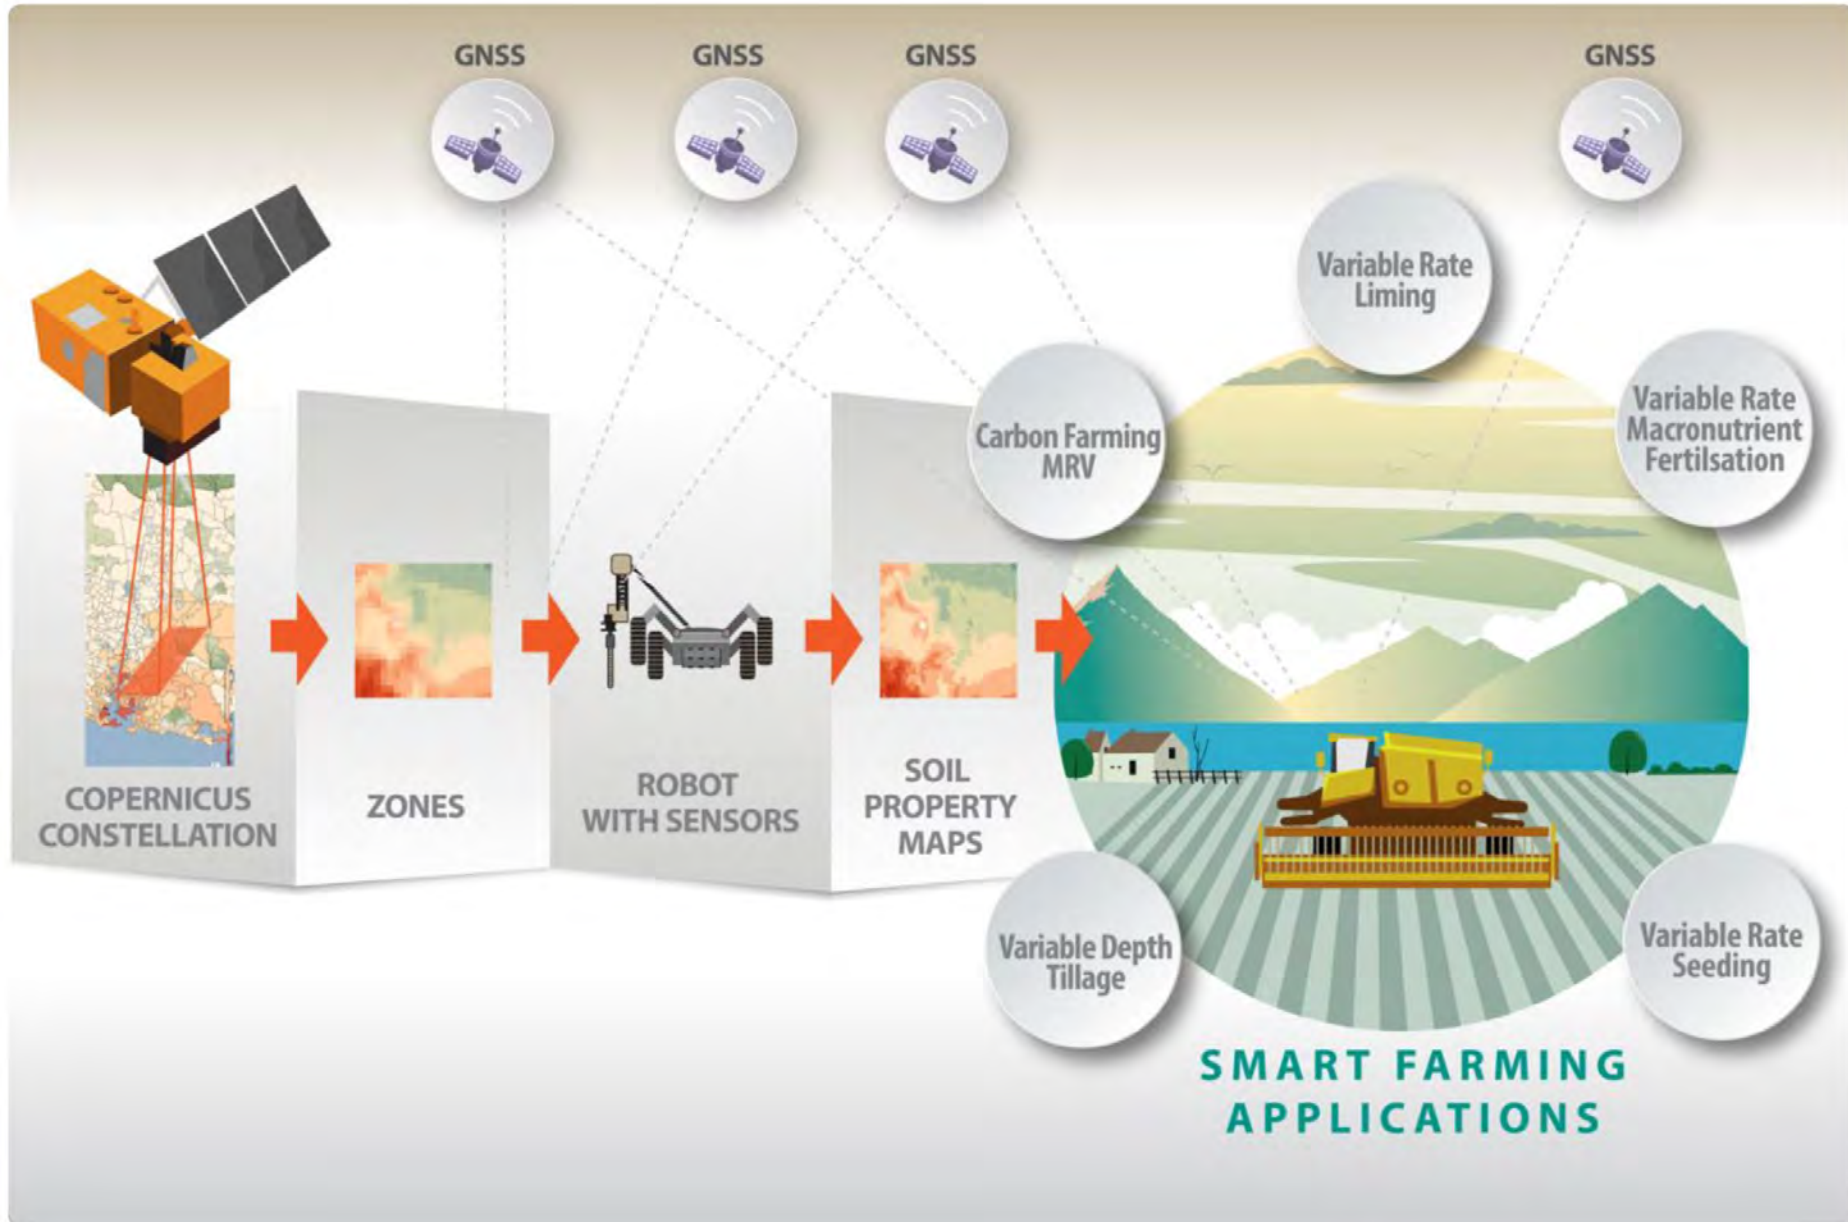 GNSS
GNSS
GNSS
GNSS
Variable Rate
Liming
Carbon Farming
MRV
Variable Rate
Macronutrient
Fertilsation
COPERNICUS
CONSTELLATION
ZONES
ROBOT
WITH SENSORS
SOIL
PROPERTY
MAPS
Variable Depth
Tillage
Variable Rate
Seeding
SMART FARMING
APPLICATIONS